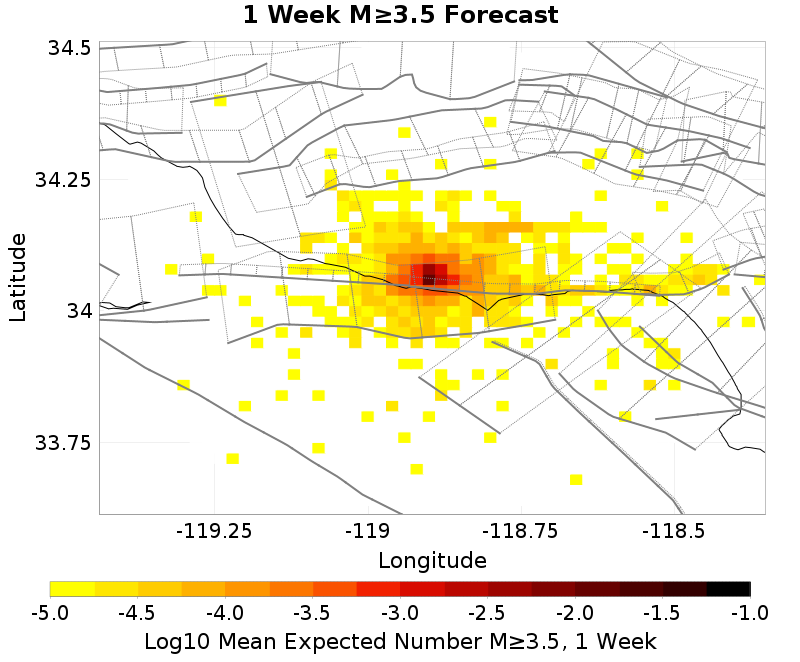 1 Week M≥3.5 Forecast
34.5
34.25
34
33.75
Latitude
-119.25 -119 -118.75 -118.5
Longitude
-5.0 -4.5 -4.0 -3.5 -3.0 -2.5 -2.0 -1.5 -1.0
Log10 Mean Expected Number M≥3.5, 1 Week